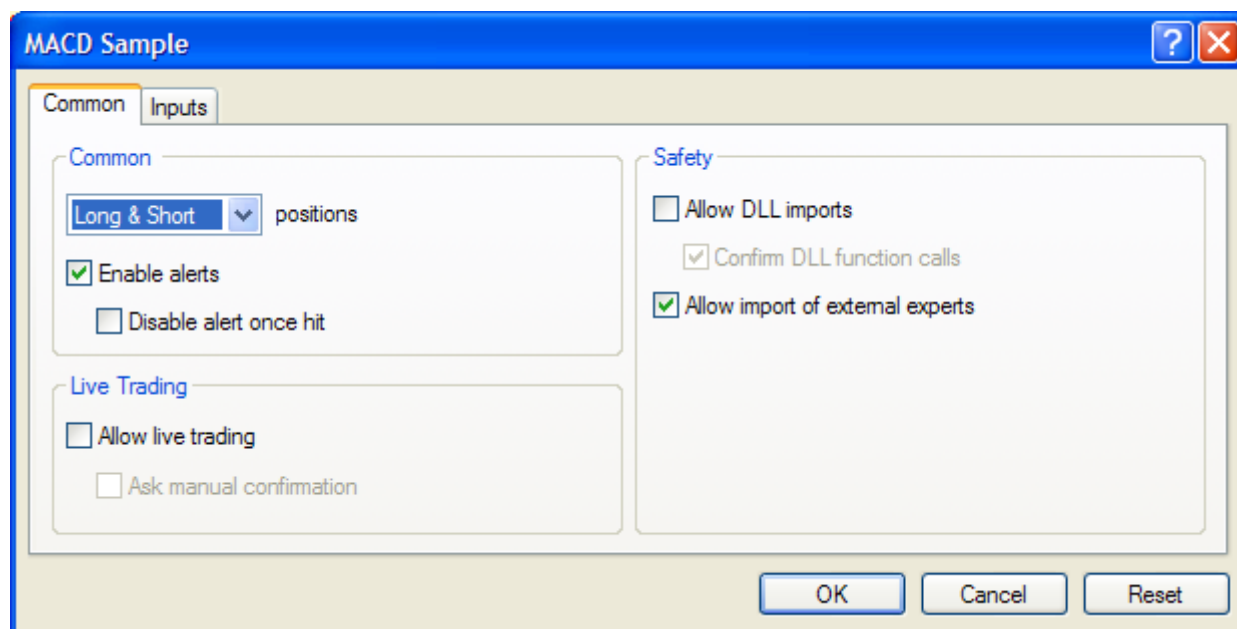 MACD Sample
Common
Inputs
Common
Long & Short positions
Enable alerts
Disable alert once hit
Live Trading
Allow live trading
Ask manual confirmation
Safety
Allow DLL imports
Confirm DLL function calls
Allow import of external experts
OK
Cancel
Reset